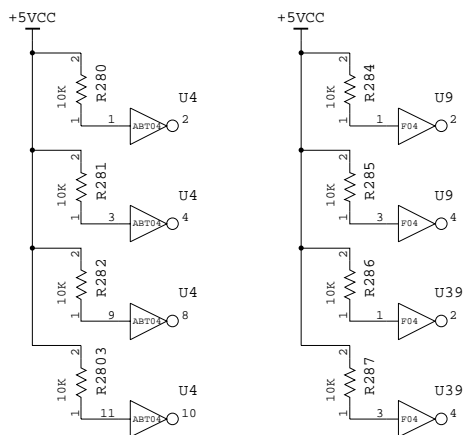 +5VCC
+5VCC
2
10K
R280
1
1
ABT04
U4
2
2
10K
R284
1
1
F04
U9
2
2
10K
R281
1
3
ABT04
U4
4
2
10K
R285
1
3
F04
U9
4
2
10K
R282
1
9
ABT04
U4
8
2
10K
R286
1
1
F04
U39
2
2
10K
R2803
1
11
ABT04
U4
10
2
10K
R287
1
3
F04
U39
4